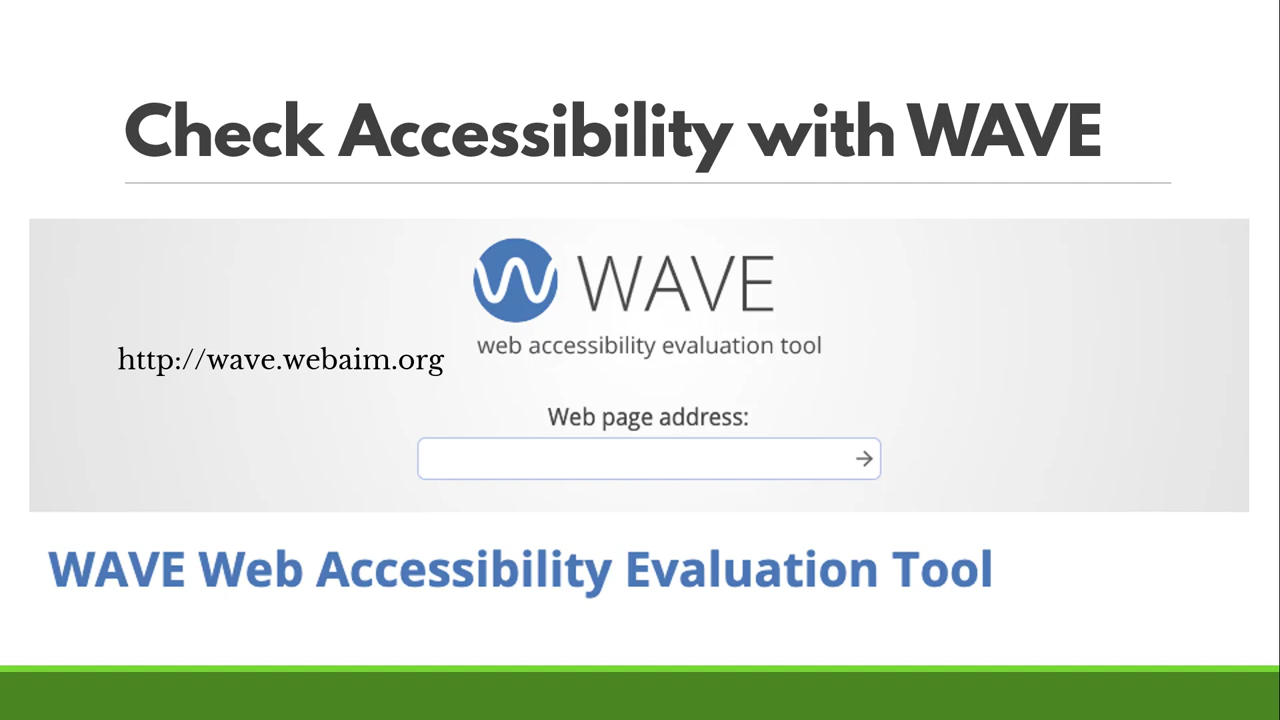 Check Accessibility with WAVE
WAVE
web accessibility evaluation tool
http://wave.webaim.org
Web page address:
WAVE Web Accessibility Evaluation Tool